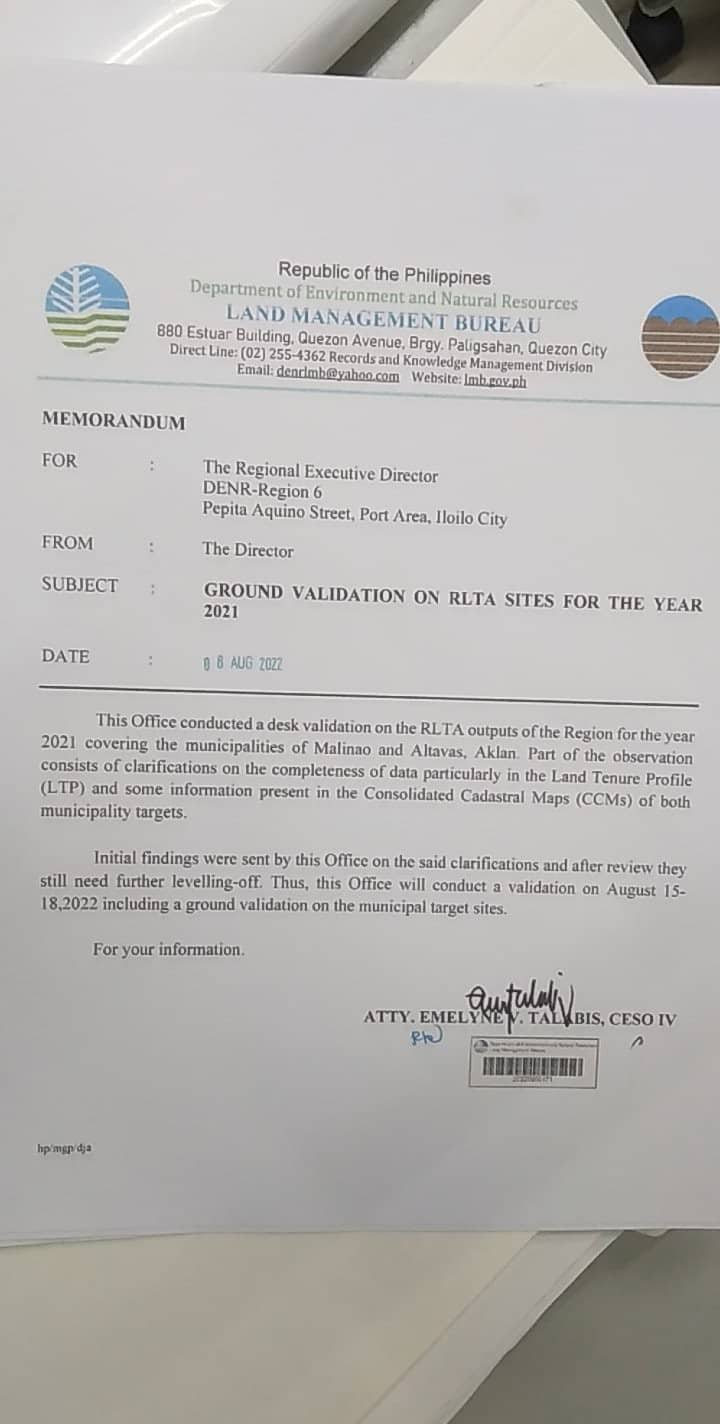 Republic of the Philippines
Department of Environment and Natural Resources
LAND MANAGEMENT BUREAU
880 Estuar Building, Quezon Avenue, Brgy. Paligsahan, Quezon City
Direct Line: (02) 255-4362 Records and Knowledge Management Division
Email: denrlmb@yahoo.com Website: lmb.gov.ph
MEMORANDUM
FOR : The Regional Executive Director
DENR-Region 6
Pepita Aquino Street, Port Area, Iloilo City
FROM : The Director
SUBJECT : GROUND VALIDATION ON RLTA SITES FOR THE YEAR
2021
DATE : 08 AUG 2022
This Office conducted a desk validation on the RLTA outputs of the Region for the year
2021 covering the municipalities of Malinao and Altavas, Aklan. Part of the observation
consists of clarifications on the completeness of data particularly in the Land Tenure Profile
(LTP) and some information present in the Consolidated Cadastral Maps (CCMs) of both
municipality targets.
Initial findings were sent by this Office on the said clarifications and after review they
still need further levelling-off. Thus, this Office will conduct a validation on August 15-
18,2022 including a ground validation on the municipal target sites.
For your information.
ATTY. EMELYNE V. TALABIS, CESO IV
hp/mgp/dja